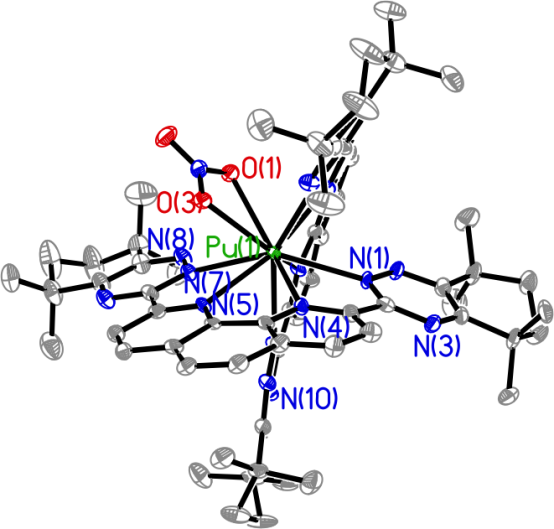 O(1)
O(3)
N(8)
Pu(1)
N(7)
N(1)
N(5)
N(4)
N(3)
N(10)